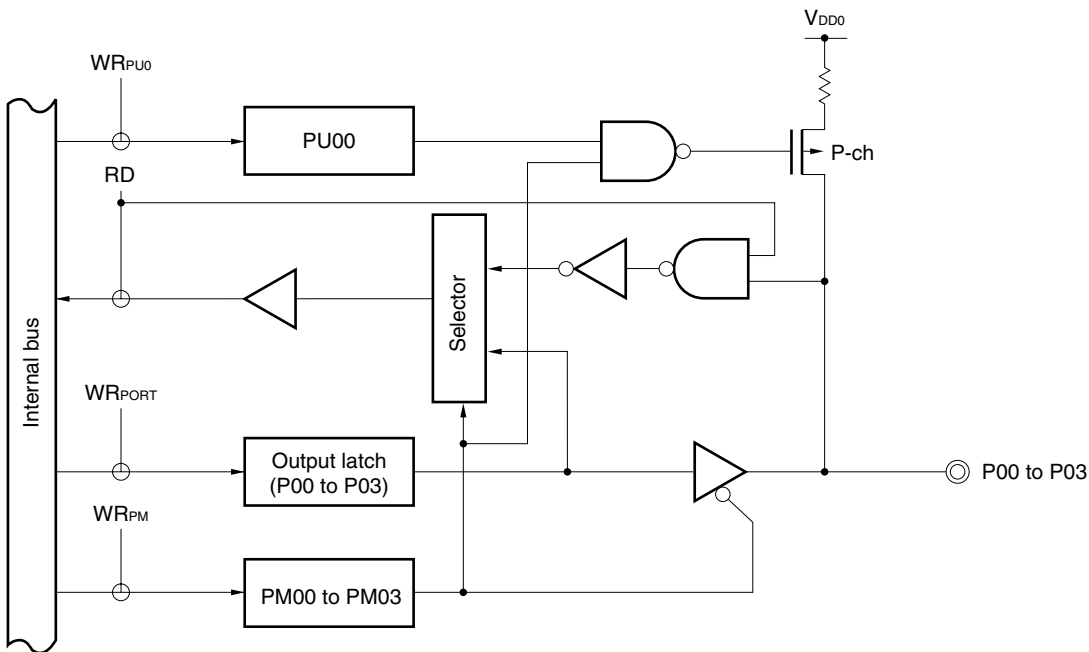 VDD0
WRPU0
PU00
P-ch
RD
Selector
Internal bus
WRPORT
Output latch
(P00 to P03)
P00 to P03
WRPM
PM00 to PM03